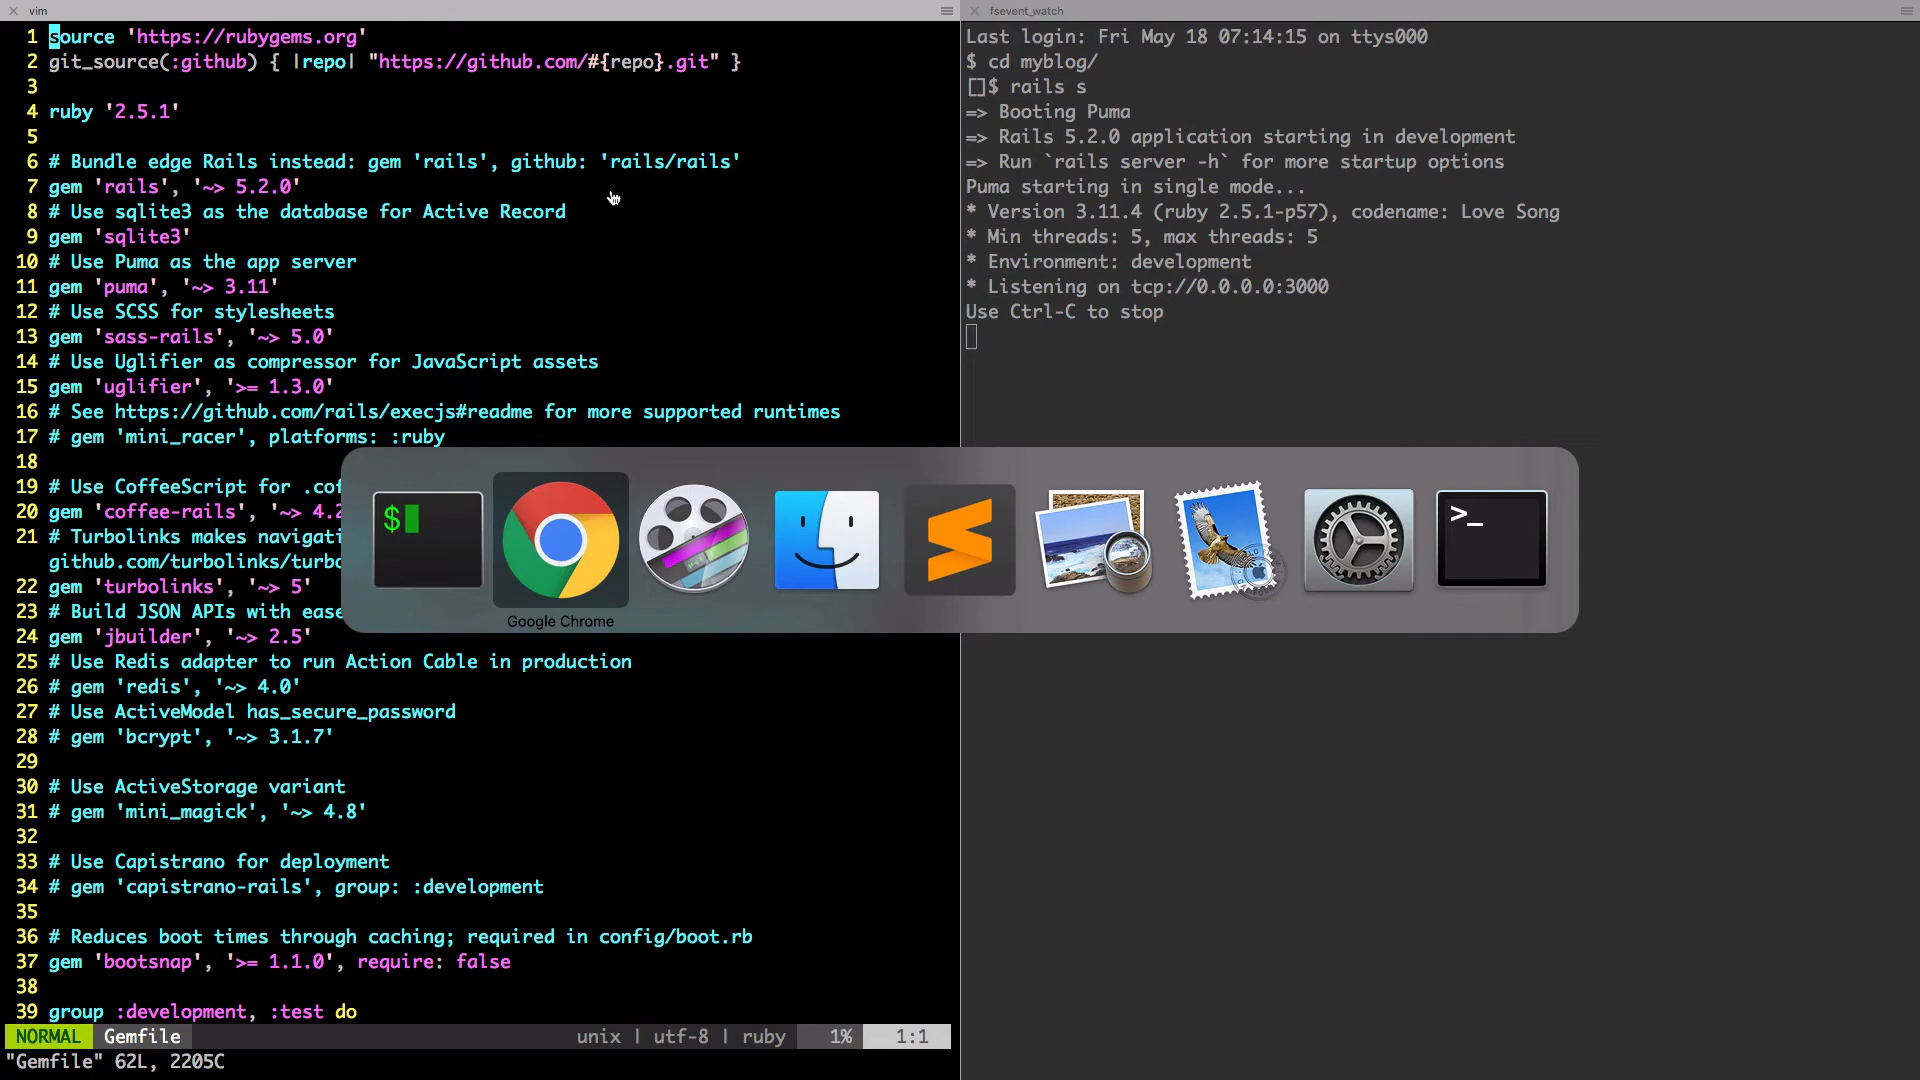 vim
1 source 'https://rubygems.org'
2 git_source(:github) { |repo| "https://github.com/#{repo}.git" }
3
4 ruby '2.5.1'
5
6 # Bundle edge Rails instead: gem 'rails', github: 'rails/rails'
7 gem 'rails', '~> 5.2.0'
8 # Use sqlite3 as the database for Active Record
9 gem 'sqlite3'
10 # Use Puma as the app server
11 gem 'puma', '~> 3.11'
12 # Use SCSS for stylesheets
13 gem 'sass-rails', '~> 5.0'
14 # Use Uglifier as compressor for JavaScript assets
15 gem 'uglifier', '>= 1.3.0'
16 # See https://github.com/rails/execjs#readme for more supported runtimes
17 # gem 'mini_racer', platforms: :ruby
18
19 # Use CoffeeScript for .cof
20 gem 'coffee-rails', '~> 4.2
21 # Turbolinks makes navigati
github.com/turbolinks/turbo
22 gem 'turbolinks', '~> 5'
23 # Build JSON APIs with ease
24 gem 'jbuilder', '~> 2.5'
25 # Use Redis adapter to run Action Cable in production
26 # gem 'redis', '~> 4.0'
27 # Use ActiveModel has_secure_password
28 # gem 'bcrypt', '~> 3.1.7'
29
30 # Use ActiveStorage variant
31 # gem 'mini_magick', '~> 4.8'
32
33 # Use Capistrano for deployment
34 # gem 'capistrano-rails', group: :development
35
36 # Reduces boot times through caching; required in config/boot.rb
37 gem 'bootsnap', '>= 1.1.0', require: false
38
39 group :development, :test do
NORMAL Gemfile unix | utf-8 | ruby 1% 1:1
"Gemfile" 62L, 2205C
fsevent_watch
Last login: Fri May 18 07:14:15 on ttys000
$ cd myblog/
[]$ rails s
=> Booting Puma
=> Rails 5.2.0 application starting in development
=> Run `rails server -h` for more startup options
Puma starting in single mode...
* Version 3.11.4 (ruby 2.5.1-p57), codename: Love Song
* Min threads: 5, max threads: 5
* Environment: development
* Listening on tcp://0.0.0.0:3000
Use Ctrl-C to stop
$
>_
Google Chrome